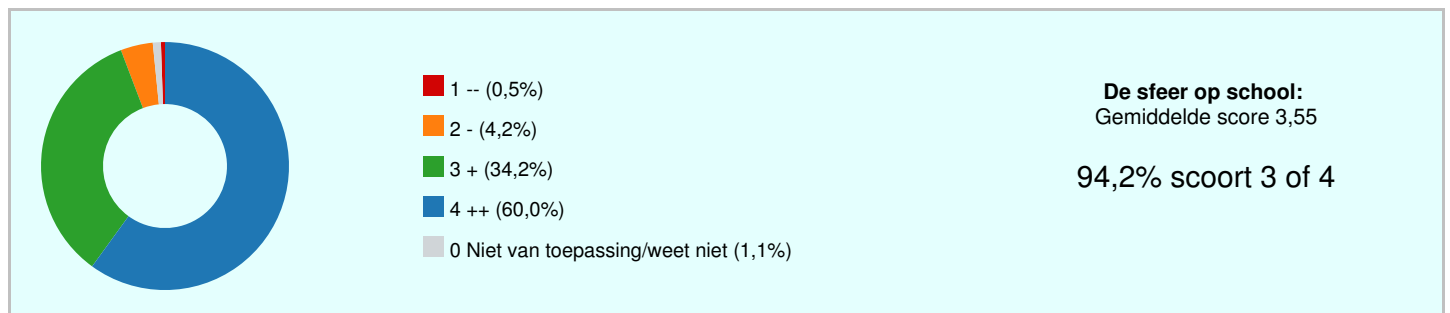 1 -- (0,5%)
2 - (4,2%)
3 + (34,2%)
4 ++ (60,0%)
0 Niet van toepassing/weet niet (1,1%)
De sfeer op school:
Gemiddelde score 3,55
94,2% scoort 3 of 4